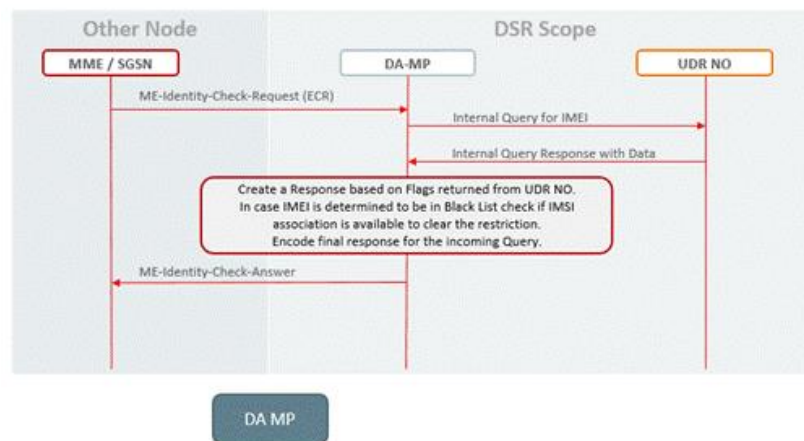 Other Node
DSR Scope
MME / SGSN
DA-MP
UDR NO
ME-Identity-Check-Request (ECR)
Internal Query for IMEI
Internal Query Response with Data
Create a Response based on Flags returned from UDR NO.
In case IMEI is determined to be in Black List check if IMSI
association is available to clear the restriction.
Encode final response for the incoming Query.
ME-Identity-Check-Answer
DA MP